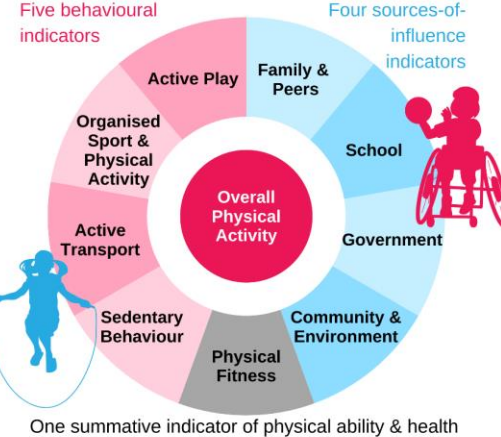 Five behavioural
indicators
Four sources-of-
influence
indicators
Active Play
Family &
Peers
Organised
Sport &
Physical
Activity
School
Overall
Physical
Activity
Active
Transport
Government
Sedentary
Behaviour
Community &
Environment
Physical
Fitness
One summative indicator of physical ability & health